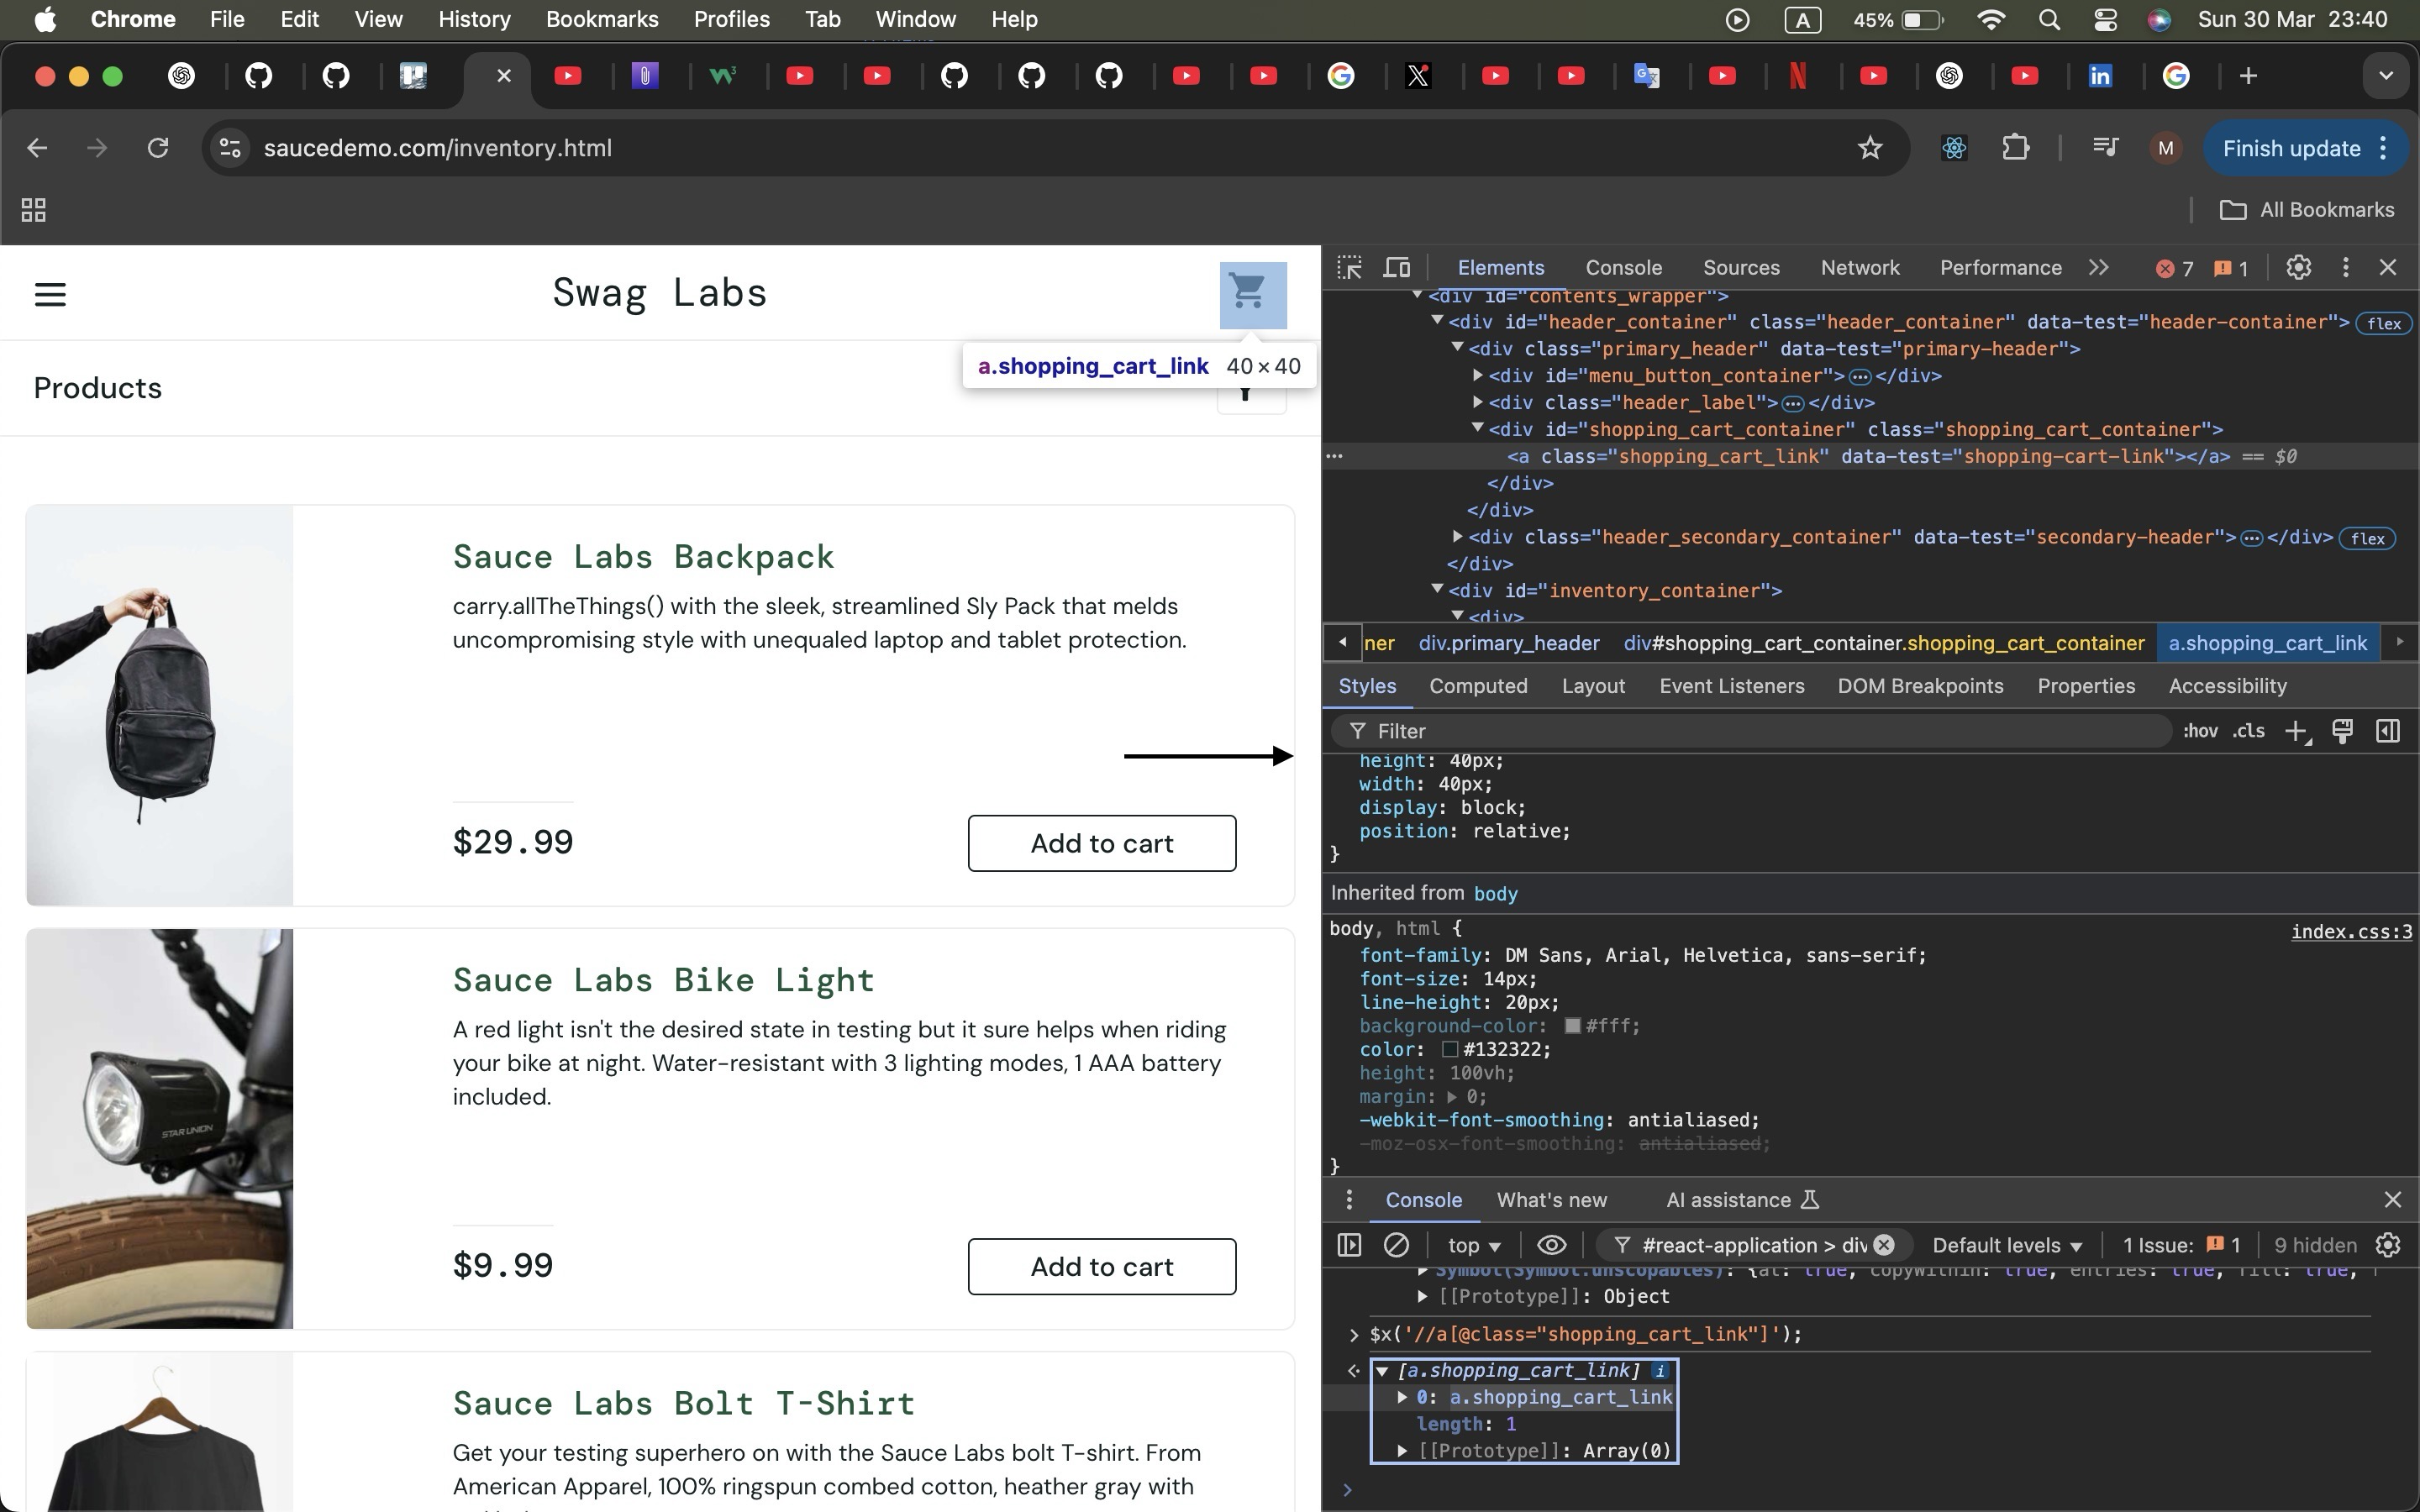 Chrome File Edit View History Bookmarks Profiles Tab Window Help A 45% Sun 30 Mar 23:40
saucedemo.com/inventory.html M Finish update
All Bookmarks
Swag Labs
a.shopping_cart_link 40×40
Products
Sauce Labs Backpack
carry.allTheThings() with the sleek, streamlined Sly Pack that melds
uncompromising style with unequaled laptop and tablet protection.
$29.99 Add to cart
Sauce Labs Bike Light
A red light isn't the desired state in testing but it sure helps when riding
your bike at night. Water-resistant with 3 lighting modes, 1 AAA battery
included.
STAR UNION
$9.99 Add to cart
Sauce Labs Bolt T-Shirt
Get your testing superhero on with the Sauce Labs bolt T-shirt. From
American Apparel, 100% ringspun combed cotton, heather gray with
Elements Console Sources Network Performance 7 1
<div id="contents_wrapper">
<div id="header_container" class="header_container" data-test="header-container"> flex
<div class="primary_header" data-test="primary-header">
<div id="menu_button_container">…</div>
<div class="header_label">…</div>
<div id="shopping_cart_container" class="shopping_cart_container">
<a class="shopping_cart_link" data-test="shopping-cart-link"></a> == $0
</div>
</div>
<div class="header_secondary_container" data-test="secondary-header">…</div> flex
</div>
<div id="inventory_container">
<div>
ner div.primary_header div#shopping_cart_container.shopping_cart_container a.shopping_cart_link
Styles Computed Layout Event Listeners DOM Breakpoints Properties Accessibility
Filter :hov .cls
height: 40px;
width: 40px;
display: block;
position: relative;
}
Inherited from body
body, html { index.css:3
font-family: DM Sans, Arial, Helvetica, sans-serif;
font-size: 14px;
line-height: 20px;
background-color: #fff;
color: #132322;
height: 100vh;
margin: 0;
-webkit-font-smoothing: antialiased;
-moz-osx-font-smoothing: antialiased;
}
Console What's new AI assistance
top #react-application > div Default levels 1 Issue: 1 9 hidden
Symbol(Symbol.unscopables): {at: true, copyWithin: true, entries: true, fill: true,
[[Prototype]]: Object
$x('//a[@class="shopping_cart_link"]');
[a.shopping_cart_link] i
0: a.shopping_cart_link
length: 1
[[Prototype]]: Array(0)